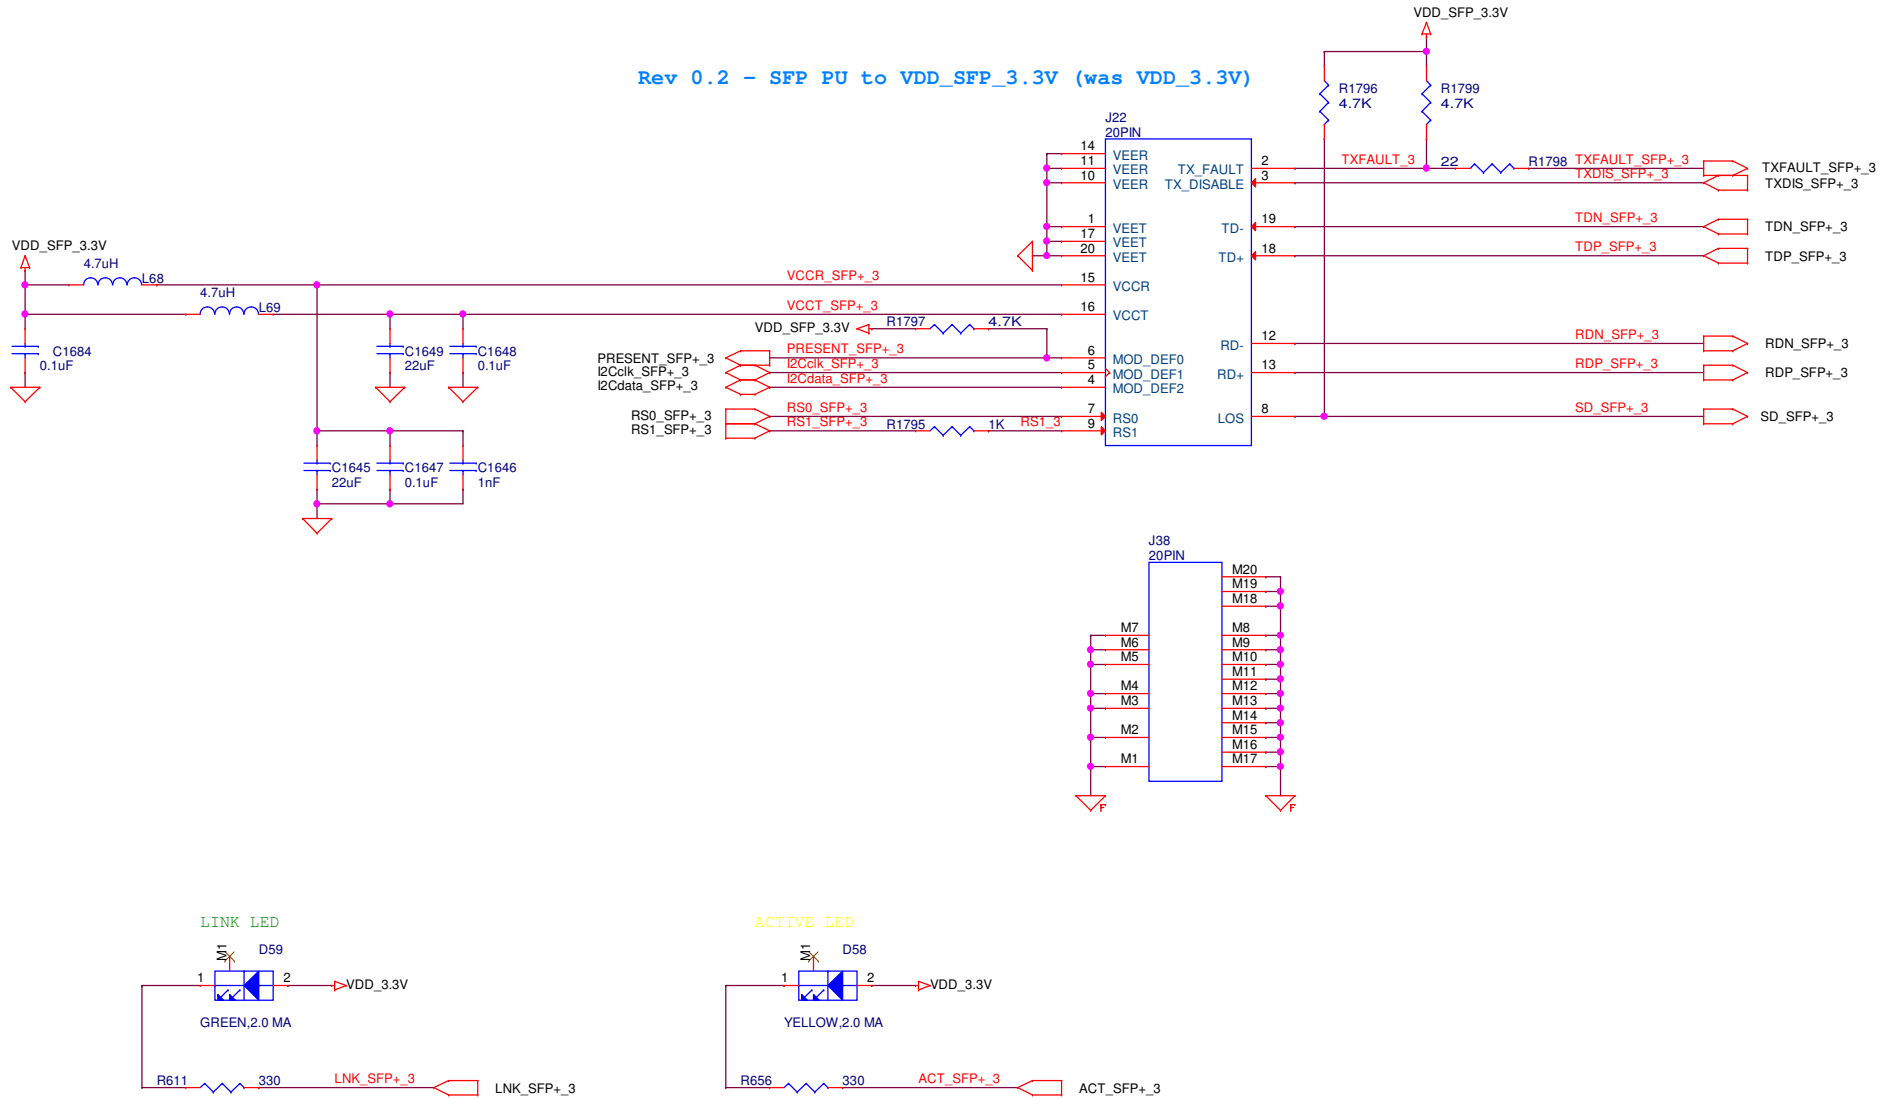 VDD_SFP_3.3V
Rev 0.2 - SFP PU to VDD_SFP_3.3V (was VDD_3.3V)
R1796
4.7K
R1799
4.7K
J22
20PIN
14
11
10
1
17
20
15
16
6
5
4
7
9
VEER
VEER
VEER
VEET
VEET
VEET
VCCR
VCCT
MOD_DEF0
MOD_DEF1
MOD_DEF2
RS0
RS1
TX_FAULT
TX_DISABLE
TD-
TD+
RD-
RD+
LOS
2
3
19
18
12
13
8
TXFAULT_3
22
R1798
TXFAULT_SFP+_3
TXFAULT_SFP+_3
TXDIS_SFP+_3
TXDIS_SFP+_3
TDN_SFP+_3
TDN_SFP+_3
TDP_SFP+_3
TDP_SFP+_3
RDN_SFP+_3
RDN_SFP+_3
RDP_SFP+_3
RDP_SFP+_3
SD_SFP+_3
SD_SFP+_3
VDD_SFP_3.3V
4.7uH
L68
4.7uH
L69
VCCR_SFP+_3
VCCT_SFP+_3
VDD_SFP_3.3V
R1797
4.7K
C1684
0.1uF
C1649
22uF
C1648
0.1uF
PRESENT_SFP+_3
PRESENT_SFP+_3
I2Cclk_SFP+_3
I2Cclk_SFP+_3
I2Cdata_SFP+_3
I2Cdata_SFP+_3
RS0_SFP+_3
RS0_SFP+_3
RS1_SFP+_3
RS1_SFP+_3
R1795
1K
RS1_3
C1645
22uF
C1647
0.1uF
C1646
1nF
J38
20PIN
M7
M6
M5
M4
M3
M2
M1
M20
M19
M18
M8
M9
M10
M11
M12
M13
M14
M15
M16
M17
F
F
LINK LED
M1
D59
1
2
VDD_3.3V
GREEN,2.0 MA
R611
330
LNK_SFP+_3
LNK_SFP+_3
ACTIVE LED
M1
D58
1
2
VDD_3.3V
YELLOW,2.0 MA
R656
330
ACT_SFP+_3
ACT_SFP+_3